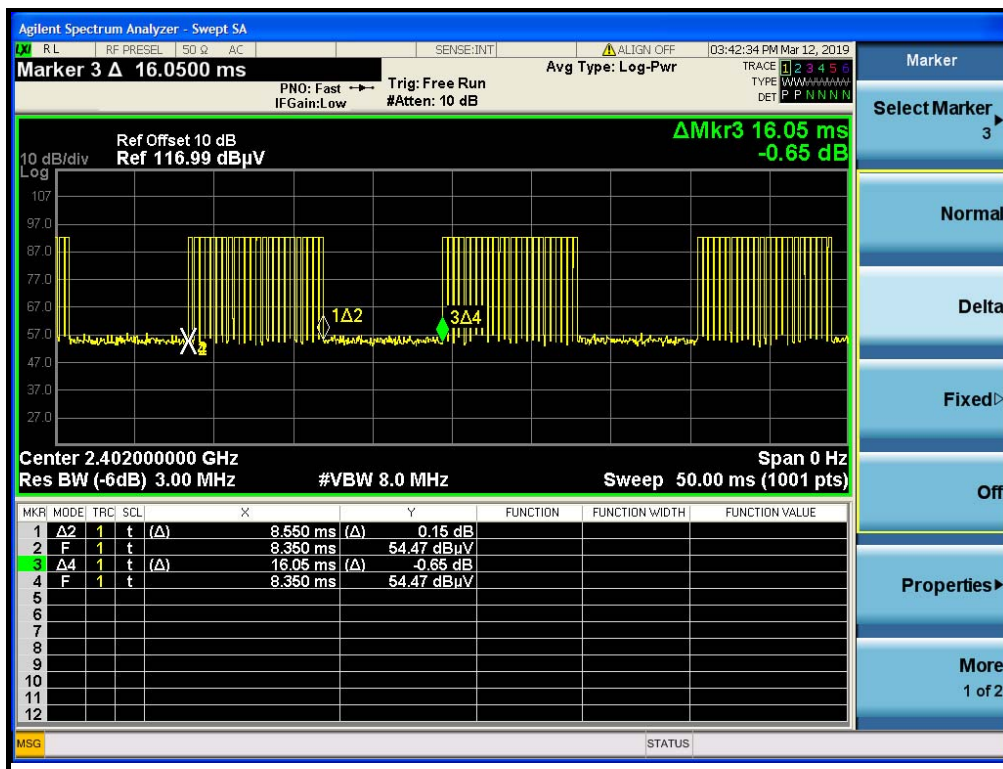 Agilent Spectrum Analyzer - Swept SA
LXI RL RF PRESEL 50 Ω AC SENSE:INT ALIGN OFF 03:42:34 PM Mar 12, 2019
Marker 3 Δ 16.0500 ms
PNO: Fast
IFGain:Low
Trig: Free Run
#Atten: 10 dB
Avg Type: Log-Pwr
TRACE 1 2 3 4 5 6
TYPE WWWWWW
DET P P N N N N
ΔMkr3 16.05 ms
-0.65 dB
Ref Offset 10 dB
10 dB/div Ref 116.99 dBµV
Log
107
97.0
87.0
77.0
67.0
57.0
47.0
37.0
27.0
1Δ2
3Δ4
Center 2.402000000 GHz Span 0 Hz
Res BW (-6dB) 3.00 MHz #VBW 8.0 MHz Sweep 50.00 ms (1001 pts)
MKR MODE TRC SCL X Y FUNCTION FUNCTION WIDTH FUNCTION VALUE
1 Δ2 1 t (Δ) 8.550 ms (Δ) 0.15 dB
2 F 1 t 8.350 ms 54.47 dBµV
3 Δ4 1 t (Δ) 16.05 ms (Δ) -0.65 dB
4 F 1 t 8.350 ms 54.47 dBµV
5
6
7
8
9
10
11
12
MSG STATUS
Marker
Select Marker
3
Normal
Delta
Fixed
Off
Properties
More
1 of 2